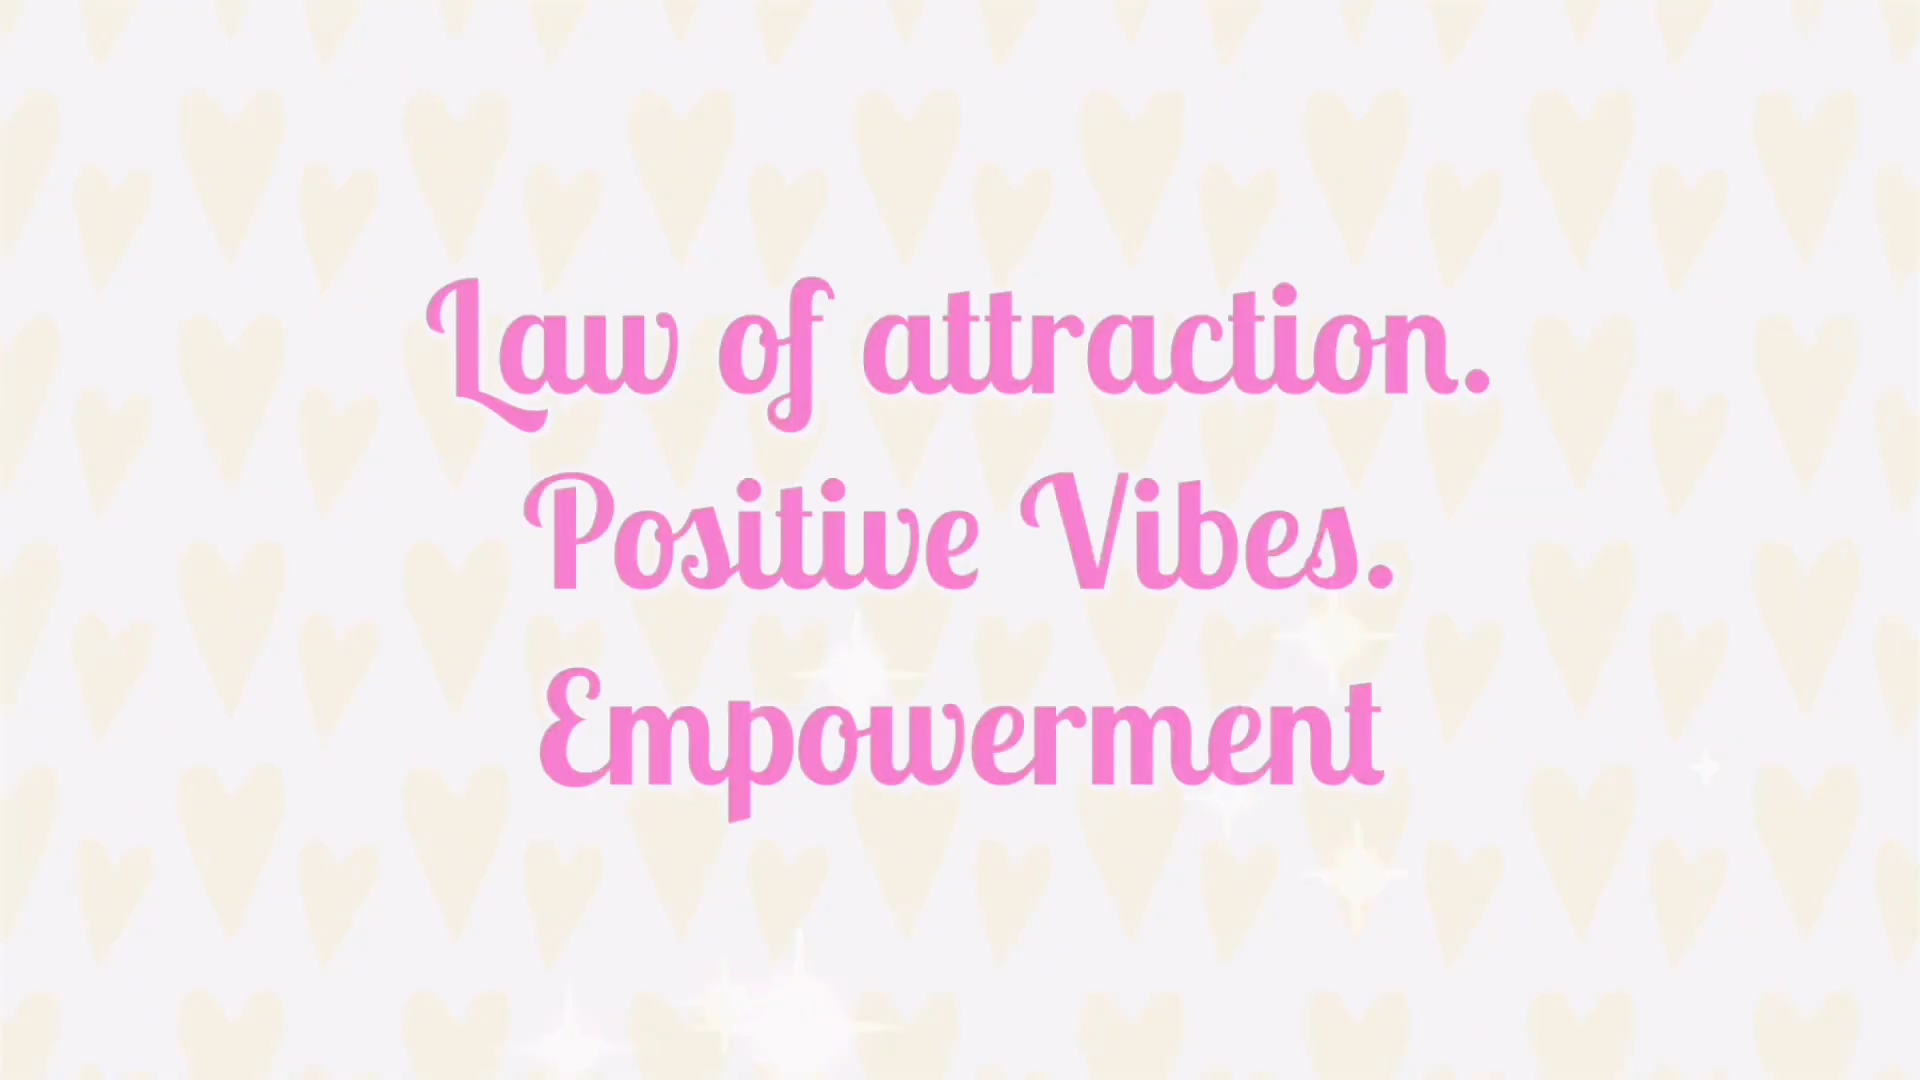 Law of attraction.
Positive Vibes.
Empowerment